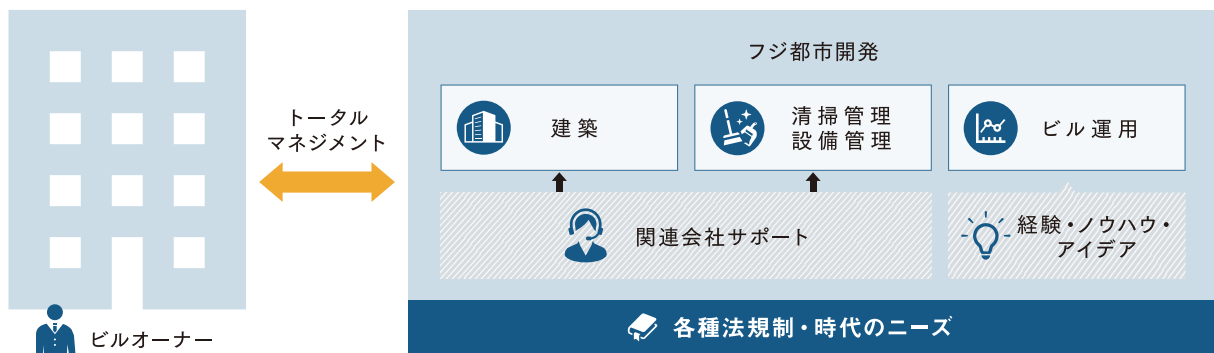 フジ都市開発
トータル
マネジメント
建築
清掃管理
設備管理
ビル運用
関連会社サポート
経験・ノウハウ・
アイデア
ビルオーナー
各種法規制・時代のニーズ